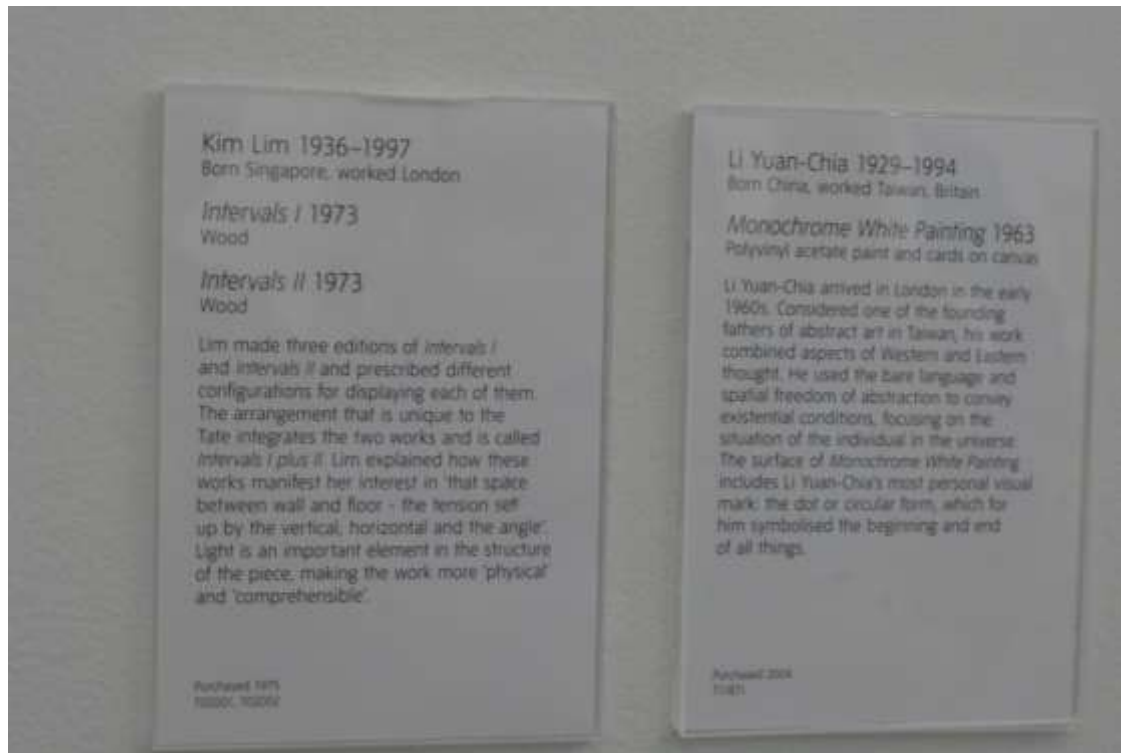 Kim Lim 1936–1997
Born Singapore, worked London
Intervals I 1973
Wood
Intervals II 1973
Wood
Lim made three editions of Intervals I
and Intervals II and prescribed different
configurations for displaying each of them.
The arrangement that is unique to the
Tate integrates the two works and is called
Intervals I plus II. Lim explained how these
works manifest her interest in 'that space
between wall and floor - the tension set
up by the vertical, horizontal and the angle'.
Light is an important element in the structure
of the piece, making the work more 'physical'
and 'comprehensible'.
Purchased 1975
Li Yuan-Chia 1929–1994
Born China, worked Taiwan, Britain
Monochrome White Painting 1963
Polyvinyl acetate paint and cards on canvas
Li Yuan-Chia arrived in London in the early
1960s. Considered one of the founding
fathers of abstract art in Taiwan, his work
combined aspects of Western and Eastern
thought. He used the bare language and
spatial freedom of abstraction to convey
existential conditions, focusing on the
situation of the individual in the universe.
The surface of Monochrome White Painting
includes Li Yuan-Chia's most personal visual
mark: the dot or circular form, which for
him symbolised the beginning and end
of all things.
Purchased